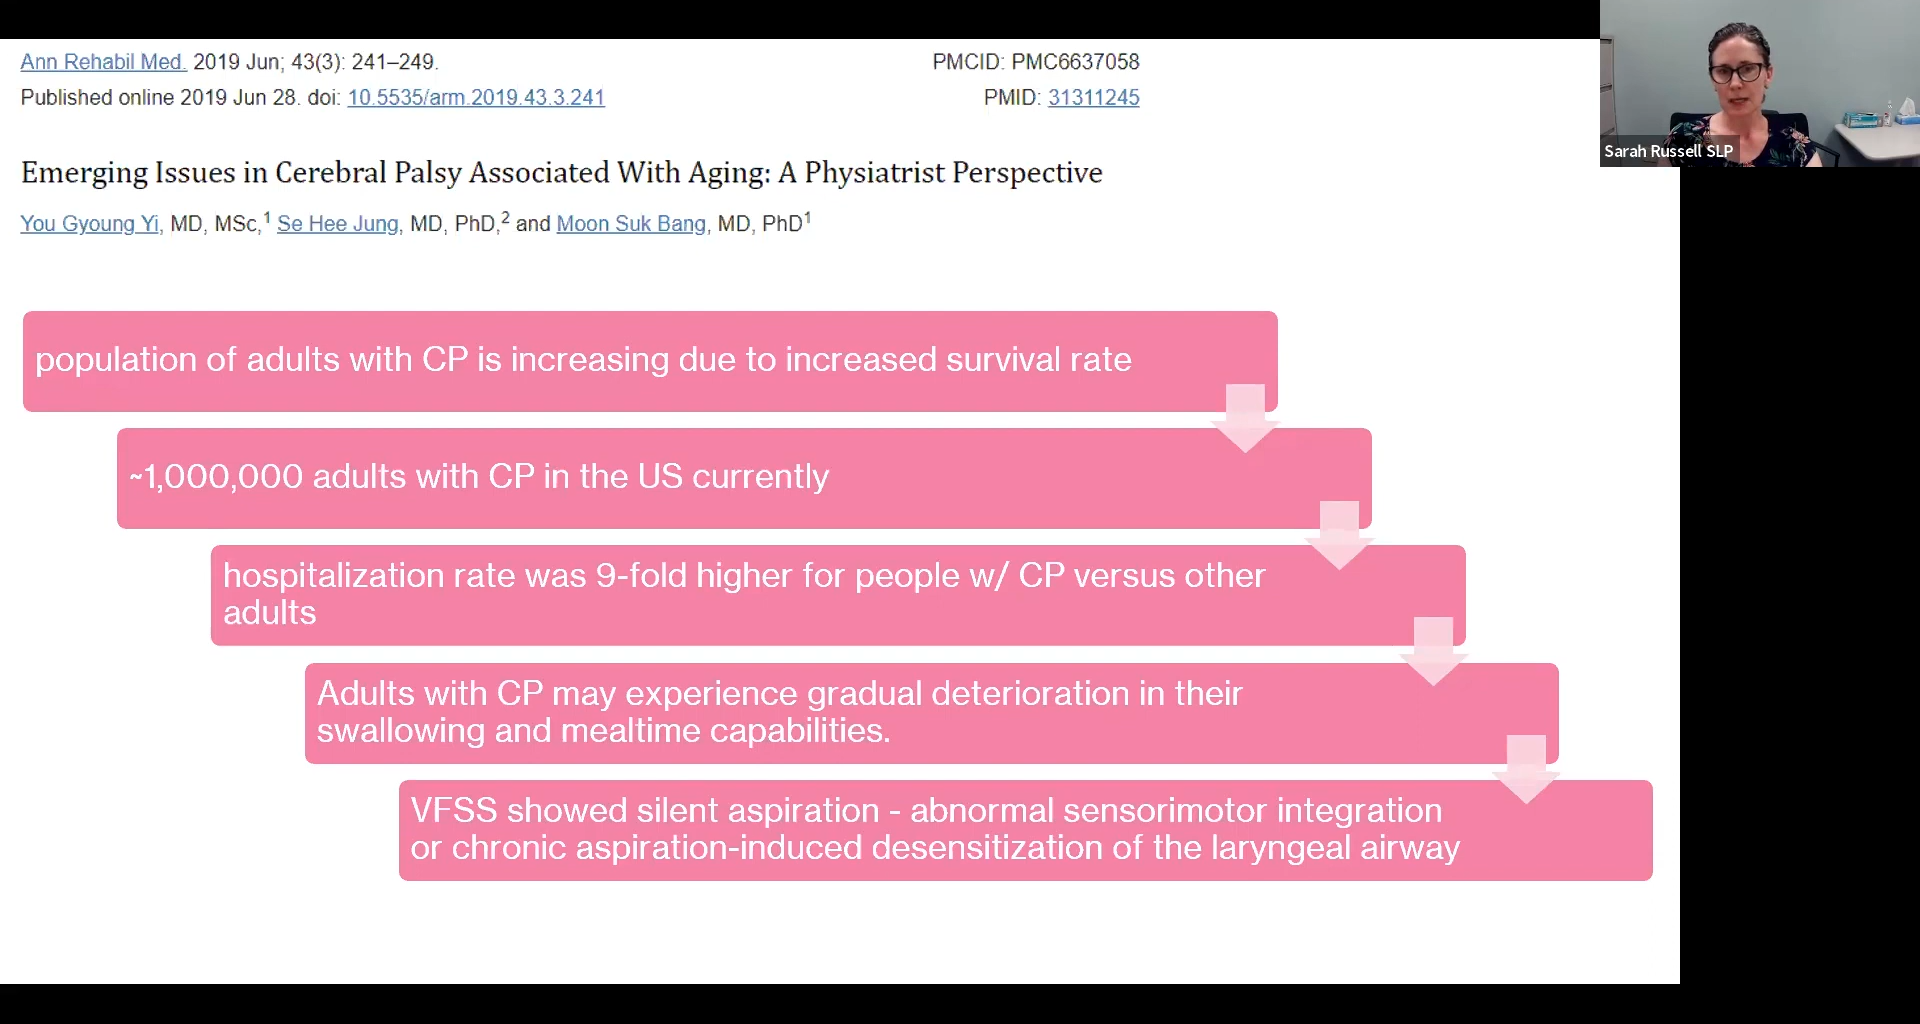 Ann Rehabil Med. 2019 Jun; 43(3): 241–249.
PMCID: PMC6637058
Published online 2019 Jun 28. doi: 10.5535/arm.2019.43.3.241
PMID: 31311245
Emerging Issues in Cerebral Palsy Associated With Aging: A Physiatrist Perspective
You Gyoung Yi, MD, MSc,1 Se Hee Jung, MD, PhD,2 and Moon Suk Bang, MD, PhD1
Sarah Russell SLP
population of adults with CP is increasing due to increased survival rate
~1,000,000 adults with CP in the US currently
hospitalization rate was 9-fold higher for people w/ CP versus other
adults
Adults with CP may experience gradual deterioration in their
swallowing and mealtime capabilities.
VFSS showed silent aspiration - abnormal sensorimotor integration
or chronic aspiration-induced desensitization of the laryngeal airway